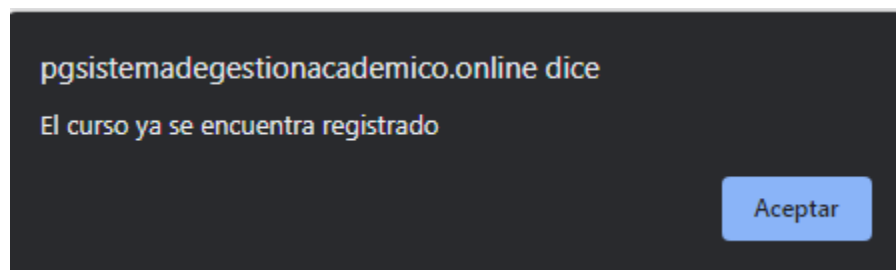 pgsistemadegestionacademico.online dice
El curso ya se encuentra registrado
Aceptar